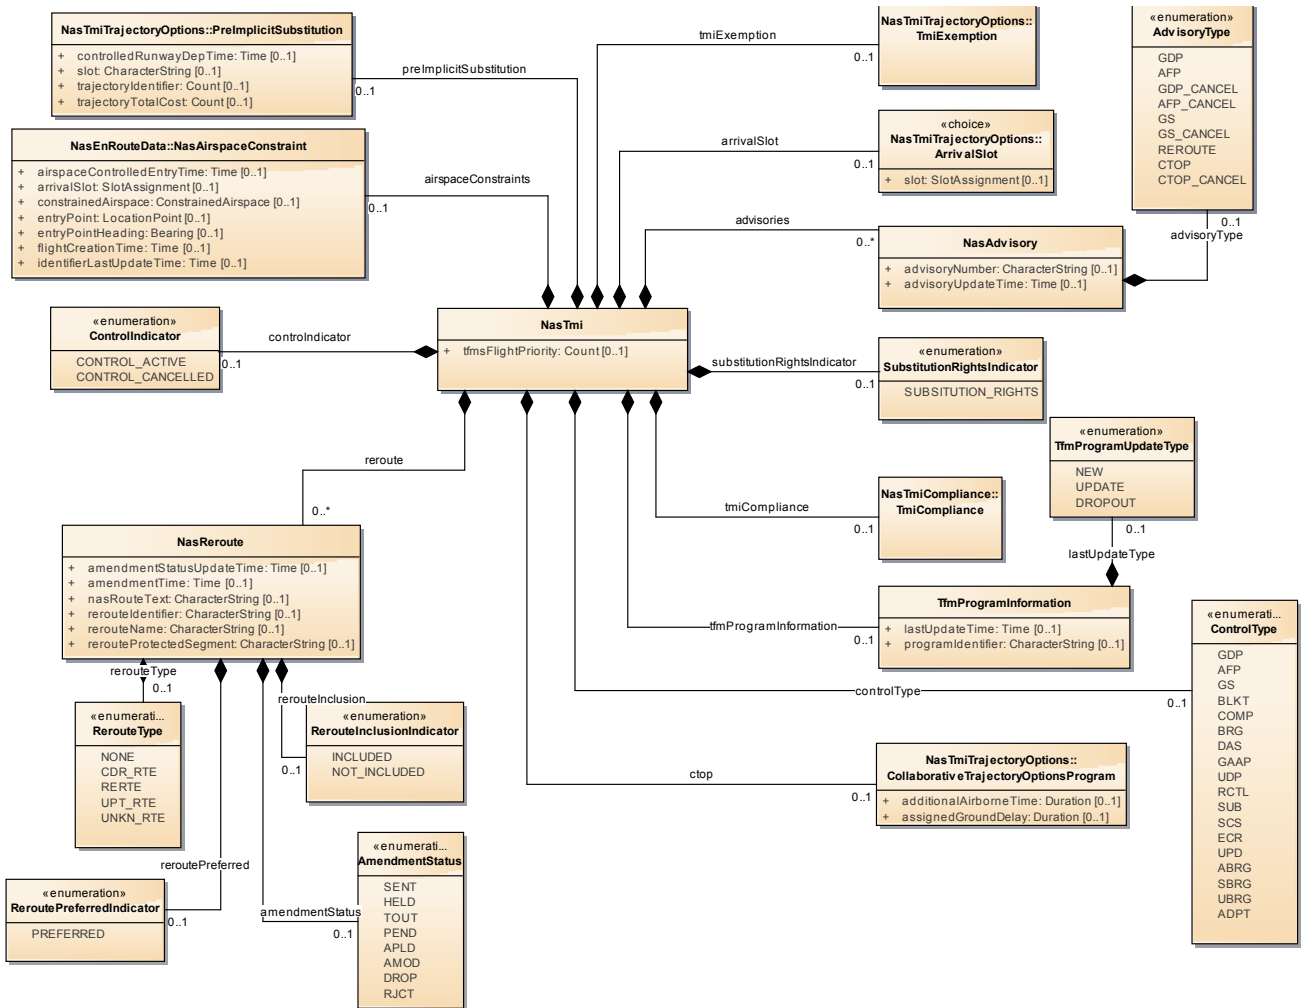 NasTmiTrajectoryOptions::PreImplicitSubstitution
+ controlledRunwayDepTime: Time [0..1]
+ slot: CharacterString [0..1]
+ trajectoryIdentifier: Count [0..1]
+ trajectoryTotalCost: Count [0..1]
preImplicitSubstitution
0..1
NasEnRouteData::NasAirspaceConstraint
+ airspaceControlledEntryTime: Time [0..1]
+ arrivalSlot: SlotAssignment [0..1]
+ constrainedAirspace: ConstrainedAirspace [0..1]
+ entryPoint: LocationPoint [0..1]
+ entryPointHeading: Bearing [0..1]
+ flightCreationTime: Time [0..1]
+ identifierLastUpdateTime: Time [0..1]
airspaceConstraints
0..1
tmiExemption
0..1
NasTmiTrajectoryOptions::
TmiExemption
arrivalSlot
0..1
«choice»
NasTmiTrajectoryOptions::
ArrivalSlot
+ slot: SlotAssignment [0..1]
advisories
0..*
NasAdvisory
+ advisoryNumber: CharacterString [0..1]
+ advisoryUpdateTime: Time [0..1]
«enumeration»
AdvisoryType
GDP
AFP
GDP_CANCEL
AFP_CANCEL
GS
GS_CANCEL
REROUTE
CTOP
CTOP_CANCEL
0..1
advisoryType
«enumeration»
ControlIndicator
CONTROL_ACTIVE
CONTROL_CANCELLED
controlIndicator
0..1
NasTmi
+ tfmsFlightPriority: Count [0..1]
substitutionRightsIndicator
0..1
«enumeration»
SubstitutionRightsIndicator
SUBSITUTION_RIGHTS
«enumeration»
TfmProgramUpdateType
NEW
UPDATE
DROPOUT
0..1
lastUpdateType
reroute
0..*
tmiCompliance
0..1
NasTmiCompliance::
TmiCompliance
NasReroute
+ amendmentStatusUpdateTime: Time [0..1]
+ amendmentTime: Time [0..1]
+ nasRouteText: CharacterString [0..1]
+ rerouteIdentifier: CharacterString [0..1]
+ rerouteName: CharacterString [0..1]
+ rerouteProtectedSegment: CharacterString [0..1]
tfmProgramInformation
0..1
TfmProgramInformation
+ lastUpdateTime: Time [0..1]
+ programIdentifier: CharacterString [0..1]
«enumerati...
ControlType
GDP
AFP
GS
BLKT
COMP
BRG
DAS
GAAP
UDP
RCTL
SUB
SCS
ECR
UPD
ABRG
SBRG
UBRG
ADPT
controlType
0..1
rerouteType
0..1
«enumerati...
RerouteType
NONE
CDR_RTE
RERTE
UPT_RTE
UNKN_RTE
rerouteInclusion
0..1
«enumeration»
RerouteInclusionIndicator
INCLUDED
NOT_INCLUDED
ctop
0..1
NasTmiTrajectoryOptions::
CollaborativeTrajectoryOptionsProgram
+ additionalAirborneTime: Duration [0..1]
+ assignedGroundDelay: Duration [0..1]
reroutePreferred
0..1
«enumeration»
ReroutePreferredIndicator
PREFERRED
amendmentStatus
0..1
«enumerati...
AmendmentStatus
SENT
HELD
TOUT
PEND
APLD
AMOD
DROP
RJCT